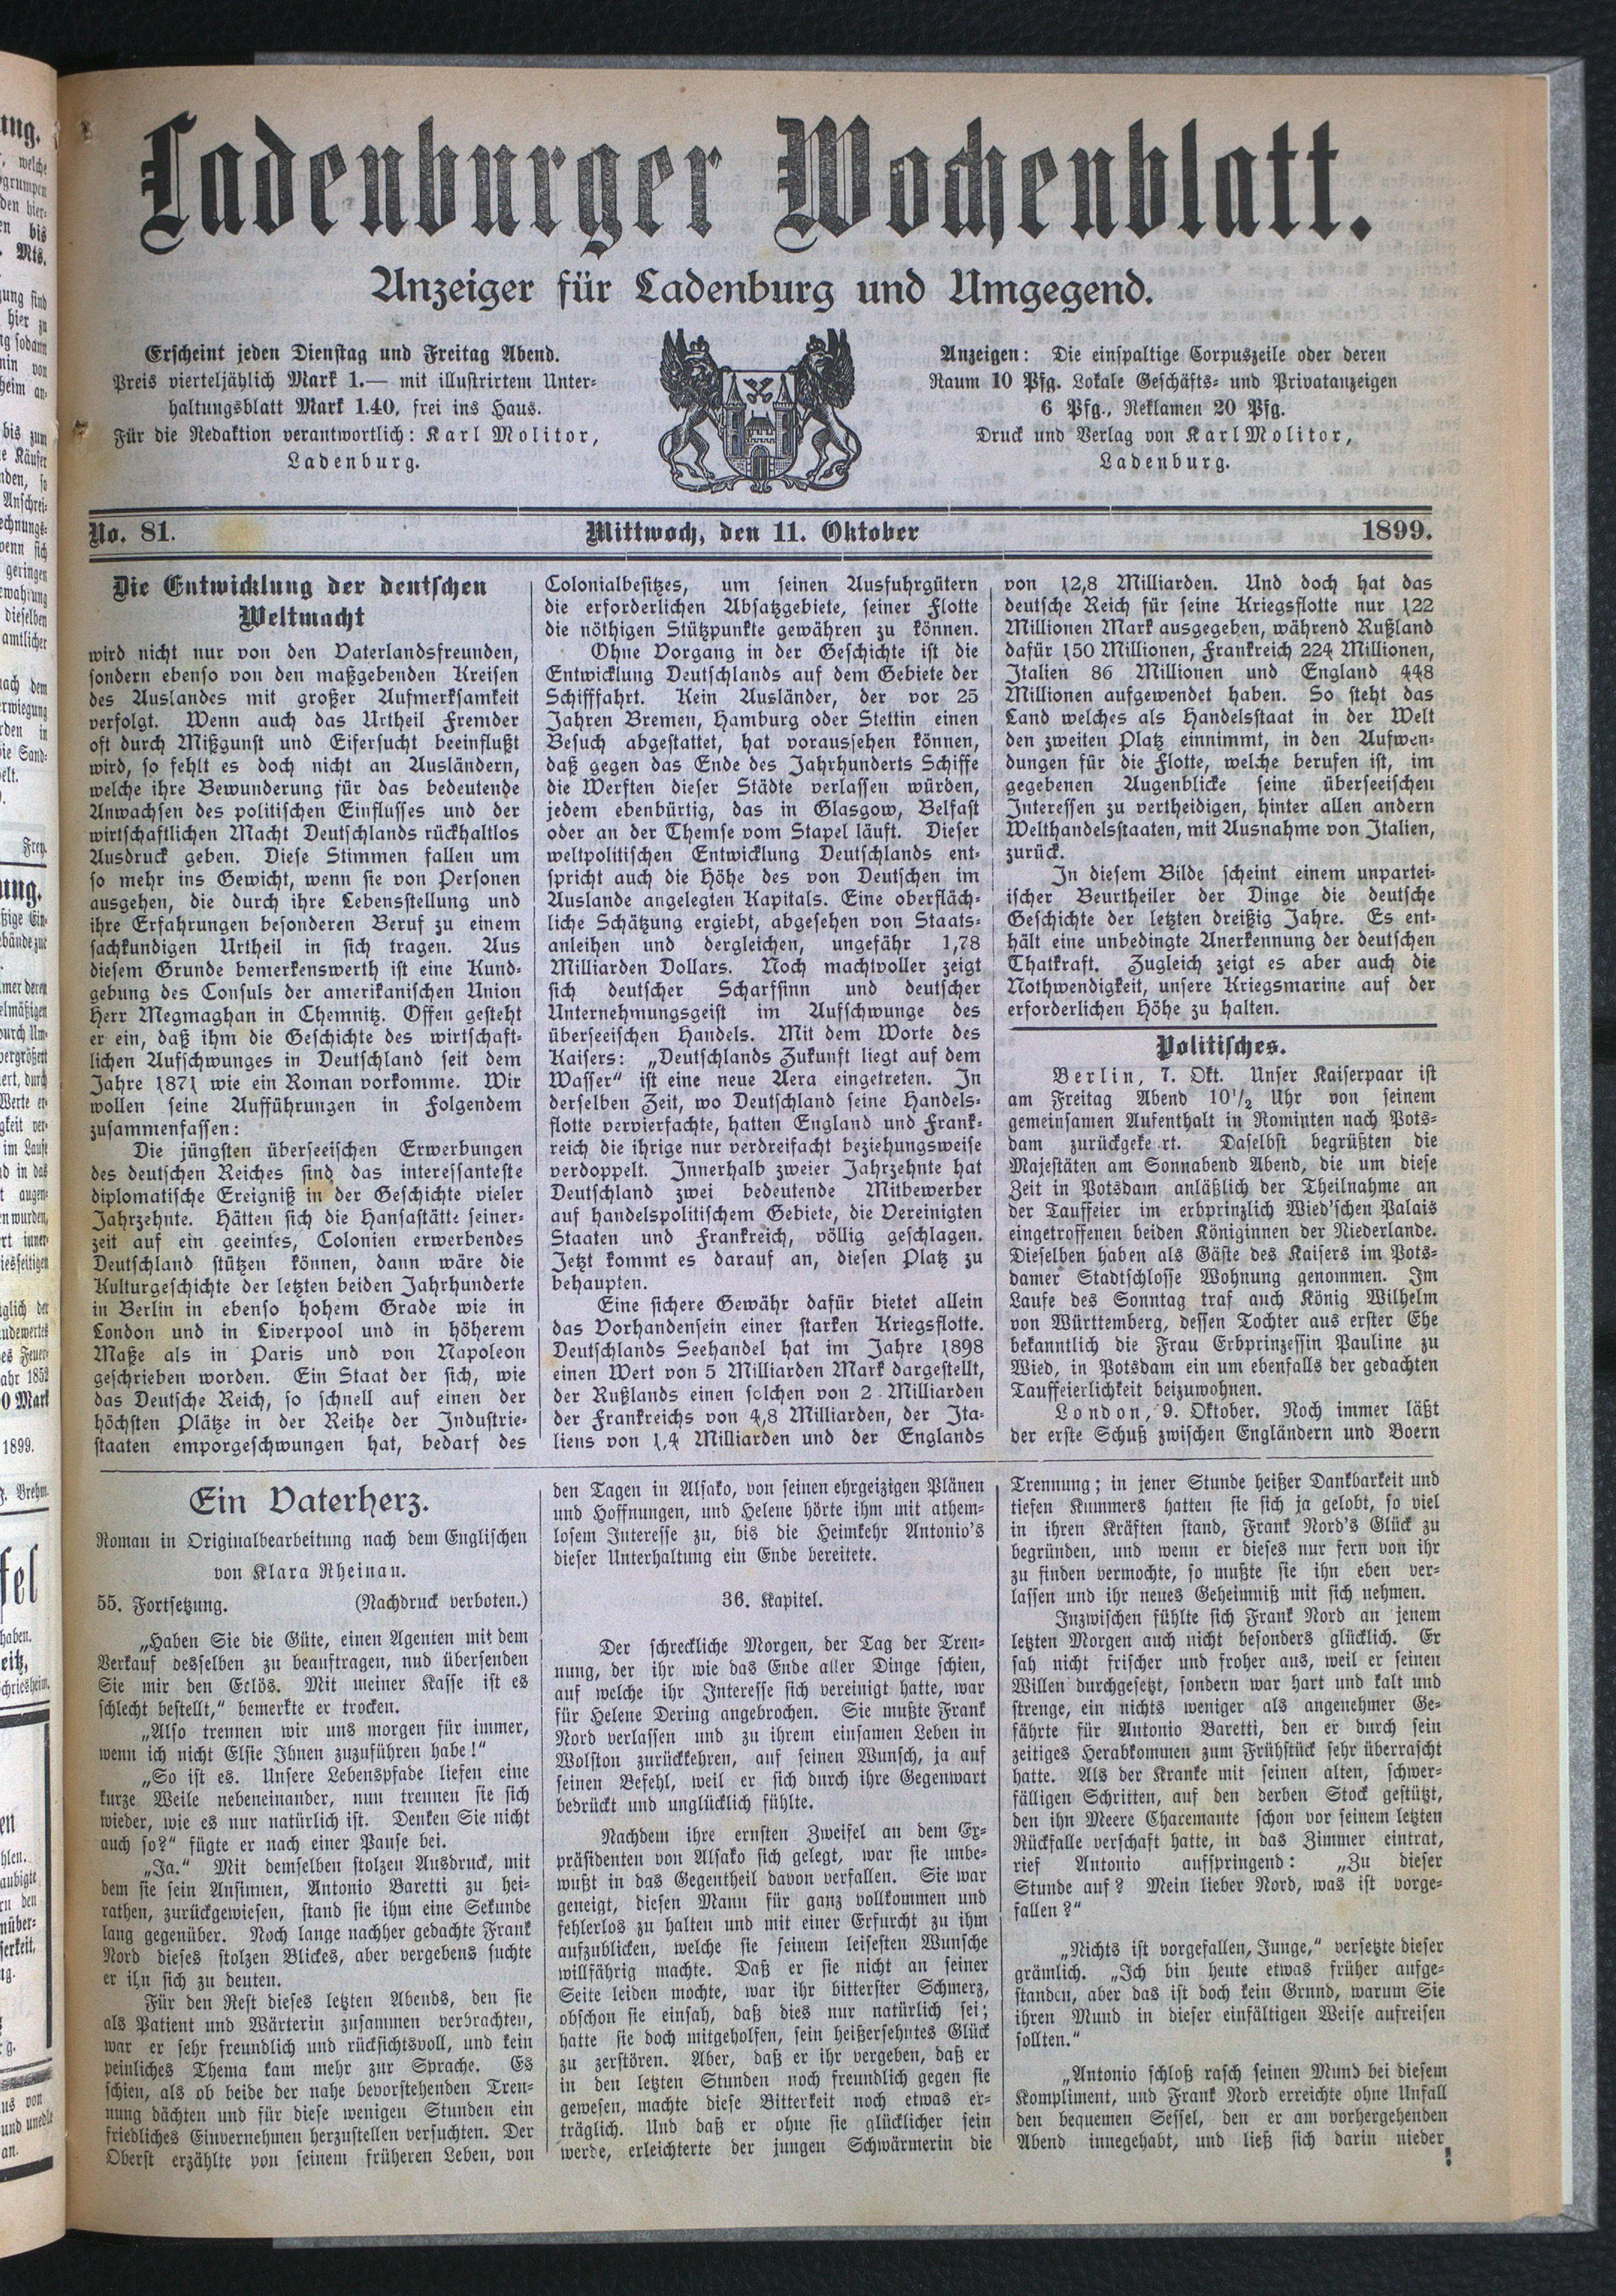 Ladenburger Wochenblatt.
Anzeiger für Ladenburg und Umgegend.
Erscheint jeden Dienstag und Freitag Abend.
Preis vierteljählich Mark 1.— mit illustrirtem Unter-
haltungsblatt Mark 1.40, frei ins Haus.
Für die Redaktion verantwortlich: Karl Molitor,
Ladenburg.
Anzeigen: Die einspaltige Corpuszeile oder deren
Raum 10 Pfg. Lokale Geschäfts- und Privatanzeigen
6 Pfg., Reklamen 20 Pfg.
Druck und Verlag von Karl Molitor,
Ladenburg.
No. 81.
Mittwoch, den 11. Oktober
1899.
Die Entwicklung der deutschen
Weltmacht
wird nicht nur von den Vaterlandsfreunden,
sondern ebenso von den maßgebenden Kreisen
des Auslandes mit großer Aufmerksamkeit
verfolgt. Wenn auch das Urtheil Fremder
oft durch Mißgunst und Eifersucht beeinflußt
wird, so fehlt es doch nicht an Ausländern,
welche ihre Bewunderung für das bedeutende
Anwachsen des politischen Einflusses und der
wirtschaftlichen Macht Deutschlands rückhaltlos
Ausdruck geben. Diese Stimmen fallen um
so mehr ins Gewicht, wenn sie von Personen
ausgehen, die durch ihre Lebensstellung und
ihre Erfahrungen besonderen Beruf zu einem
sachkundigen Urtheil in sich tragen. Aus
diesem Grunde bemerkenswerth ist eine Kund-
gebung des Consuls der amerikanischen Union
Herr Megmaghan in Chemnitz. Offen gesteht
er ein, daß ihm die Geschichte des wirtschaft-
lichen Aufschwunges in Deutschland seit dem
Jahre 1871 wie ein Roman vorkomme. Wir
wollen seine Aufführungen in Folgendem
zusammenfassen:
Die jüngsten überseeischen Erwerbungen
des deutschen Reiches sind das interessanteste
diplomatische Ereigniß in der Geschichte vieler
Jahrzehnte. Hätten sich die Hansastätte seiner-
zeit auf ein geeintes, Colonien erwerbendes
Deutschland stützen können, dann wäre die
Kulturgeschichte der letzten beiden Jahrhunderte
in Berlin in ebenso hohem Grade wie in
London und in Liverpool und in höherem
Maße als in Paris und von Napoleon
geschrieben worden. Ein Staat der sich, wie
das Deutsche Reich, so schnell auf einen der
höchsten Plätze in der Reihe der Industrie-
staaten emporgeschwungen hat, bedarf des
Colonialbesitzes, um seinen Ausfuhrgütern
die erforderlichen Absatzgebiete, seiner Flotte
die nöthigen Stützpunkte gewähren zu können.
Ohne Vorgang in der Geschichte ist die
Entwicklung Deutschlands auf dem Gebiete der
Schifffahrt. Kein Ausländer, der vor 25
Jahren Bremen, Hamburg oder Stettin einen
Besuch abgestattet, hat voraussehen können,
daß gegen das Ende des Jahrhunderts Schiffe
die Werften dieser Städte verlassen würden,
jedem ebenbürtig, das in Glasgow, Belfast
oder an der Themse vom Stapel läuft. Dieser
weltpolitischen Entwicklung Deutschlands ent-
spricht auch die Höhe des von Deutschen im
Auslande angelegten Kapitals. Eine oberfläch-
liche Schätzung ergiebt, abgesehen von Staats-
anleihen und dergleichen, ungefähr 1,78
Milliarden Dollars. Noch machtvoller zeigt
sich deutscher Scharfsinn und deutscher
Unternehmungsgeist im Aufschwunge des
überseeischen Handels. Mit dem Worte des
Kaisers: „Deutschlands Zukunft liegt auf dem
Wasser“ ist eine neue Aera eingetreten. In
derselben Zeit, wo Deutschland seine Handels-
flotte vervierfachte, hatten England und Frank-
reich die ihrige nur verdreifacht beziehungsweise
verdoppelt. Innerhalb zweier Jahrzehnte hat
Deutschland zwei bedeutende Mitbewerber
auf handelspolitischem Gebiete, die Vereinigten
Staaten und Frankreich, völlig geschlagen.
Jetzt kommt es darauf an, diesen Platz zu
behaupten.
Eine sichere Gewähr dafür bietet allein
das Vorhandensein einer starken Kriegsflotte.
Deutschlands Seehandel hat im Jahre 1898
einen Wert von 5 Milliarden Mark dargestellt,
der Rußlands einen solchen von 2 Milliarden
der Frankreichs von 4,8 Milliarden, der Ita-
liens von 1,4 Milliarden und der Englands
von 12,8 Milliarden. Und doch hat das
deutsche Reich für seine Kriegsflotte nur 122
Millionen Mark ausgegeben, während Rußland
dafür 150 Millionen, Frankreich 224 Millionen,
Italien 86 Millionen und England 448
Millionen aufgewendet haben. So steht das
Land welches als Handelsstaat in der Welt
den zweiten Platz einnimmt, in den Aufwen-
dungen für die Flotte, welche berufen ist, im
gegebenen Augenblicke seine überseeischen
Interessen zu vertheidigen, hinter allen andern
Welthandelsstaaten, mit Ausnahme von Italien,
zurück.
In diesem Bilde scheint einem unpartei-
ischer Beurtheiler der Dinge die deutsche
Geschichte der letzten dreißig Jahre. Es ent-
hält eine unbedingte Anerkennung der deutschen
Thatkraft. Zugleich zeigt es aber auch die
Nothwendigkeit, unsere Kriegsmarine auf der
erforderlichen Höhe zu halten.
Politisches.
Berlin, 7. Okt. Unser Kaiserpaar ist
am Freitag Abend 10½ Uhr von seinem
gemeinsamen Aufenthalt in Rominten nach Pots-
dam zurückgeke rt. Daselbst begrüßten die
Majestäten am Sonnabend Abend, die um diese
Zeit in Potsdam anläßlich der Theilnahme an
der Tauffeier im erbprinzlich Wied'schen Palais
eingetroffenen beiden Königinnen der Niederlande.
Dieselben haben als Gäste des Kaisers im Pots-
damer Stadtschlosse Wohnung genommen. Im
Laufe des Sonntag traf auch König Wilhelm
von Württemberg, dessen Tochter aus erster Ehe
bekanntlich die Frau Erbprinzessin Pauline zu
Wied, in Potsdam ein um ebenfalls der gedachten
Tauffeierlichkeit beizuwohnen.
London, 9. Oktober. Noch immer läßt
der erste Schuß zwischen Engländern und Boern
Ein Vaterherz.
Roman in Originalbearbeitung nach dem Englischen
von Klara Rheinau.
55. Fortsetzung. (Nachdruck verboten.)
„Haben Sie die Güte, einen Agenten mit dem
Verkauf desselben zu beauftragen, nnd übersenden
Sie mir den Erlös. Mit meiner Kasse ist es
schlecht bestellt,“ bemerkte er trocken.
„Also trennen wir uns morgen für immer,
wenn ich nicht Elsie Ihnen zuzuführen habe!“
„So ist es. Unsere Lebenspfade liefen eine
kurze Weile nebeneinander, nun trennen sie sich
wieder, wie es nur natürlich ist. Denken Sie nicht
auch so?“ fügte er nach einer Pause bei.
„Ja.“ Mit demselben stolzen Ausdruck, mit
dem sie sein Ansinnen, Antonio Baretti zu hei-
rathen, zurückgewiesen, stand sie ihm eine Sekunde
lang gegenüber. Noch lange nachher gedachte Frank
Nord dieses stolzen Blickes, aber vergebens suchte
er ihn sich zu deuten.
Für den Rest dieses letzten Abends, den sie
als Patient und Wärterin zusammen verbrachten,
war er sehr freundlich und rücksichtsvoll, und kein
peinliches Thema kam mehr zur Sprache. Es
schien, als ob beide der nahe bevorstehenden Tren-
nung dächten und für diese wenigen Stunden ein
friedliches Einvernehmen herzustellen versuchten. Der
Oberst erzählte von seinem früheren Leben, von
den Tagen in Alsako, von seinen ehrgeizigen Plänen
und Hoffnungen, und Helene hörte ihm mit athem-
losem Interesse zu, bis die Heimkehr Antonio's
dieser Unterhaltung ein Ende bereitete.
36. Kapitel.
Der schreckliche Morgen, der Tag der Tren-
nung, der ihr wie das Ende aller Dinge schien,
auf welche ihr Interesse sich vereinigt hatte, war
für Helene Dering angebrochen. Sie mußte Frank
Nord verlassen und zu ihrem einsamen Leben in
Wolston zurückkehren, auf seinen Wunsch, ja auf
seinen Befehl, weil er sich durch ihre Gegenwart
bedrückt und unglücklich fühlte.
Nachdem ihre ernsten Zweifel an dem Ex-
präsidenten von Alsako sich gelegt, war sie unbe-
wußt in das Gegentheil davon verfallen. Sie war
geneigt, diesen Mann für ganz vollkommen und
fehlerlos zu halten und mit einer Erfurcht zu ihm
aufzublicken, welche sie seinem leisesten Wunsche
willfährig machte. Daß er sie nicht an seiner
Seite leiden mochte, war ihr bitterster Schmerz,
obschon sie einsah, daß dies nur natürlich sei;
hatte sie doch mitgeholfen, sein heißersehntes Glück
zu zerstören. Aber, daß er ihr vergeben, daß er
in den letzten Stunden noch freundlich gegen sie
gewesen, machte diese Bitterkeit noch etwas er-
träglich. Und daß er ohne sie glücklicher sein
werde, erleichterte der jungen Schwärmerin die
Trennung; in jener Stunde heißer Dankbarkeit und
tiefen Kummers hatten sie sich ja gelobt, so viel
in ihren Kräften stand, Frank Nord's Glück zu
begründen, und wenn er dieses nur fern von ihr
zu finden vermochte, so mußte sie ihn eben ver-
lassen und ihr neues Geheimniß mit sich nehmen.
Inzwischen fühlte sich Frank Nord an jenem
letzten Morgen auch nicht besonders glücklich. Er
sah nicht frischer und froher aus, weil er seinen
Willen durchgesetzt, sondern war hart und kalt und
strenge, ein nichts weniger als angenehmer Ge-
fährte für Antonio Baretti, den er durch sein
zeitiges Herabkommen zum Frühstück sehr überrascht
hatte. Als der Kranke mit seinen alten, schwer-
fälligen Schritten, auf den derben Stock gestützt,
den ihn Meere Charemante schon vor seinem letzten
Rückfalle verschaft hatte, in das Zimmer eintrat,
rief Antonio aufspringend: „Zu dieser
Stunde auf? Mein lieber Nord, was ist vorge-
fallen?“
„Nichts ist vorgefallen, Junge,“ versetzte dieser
grämlich. „Ich bin heute etwas früher aufge-
standen, aber das ist doch kein Grund, warum Sie
ihren Mund in dieser einfältigen Weise aufreisen
sollten.“
„Antonio schloß rasch seinen Mund bei diesem
Kompliment, und Frank Nord erreichte ohne Unfall
den bequemen Sessel, den er am vorhergehenden
Abend innegehabt, und ließ sich darin nieder